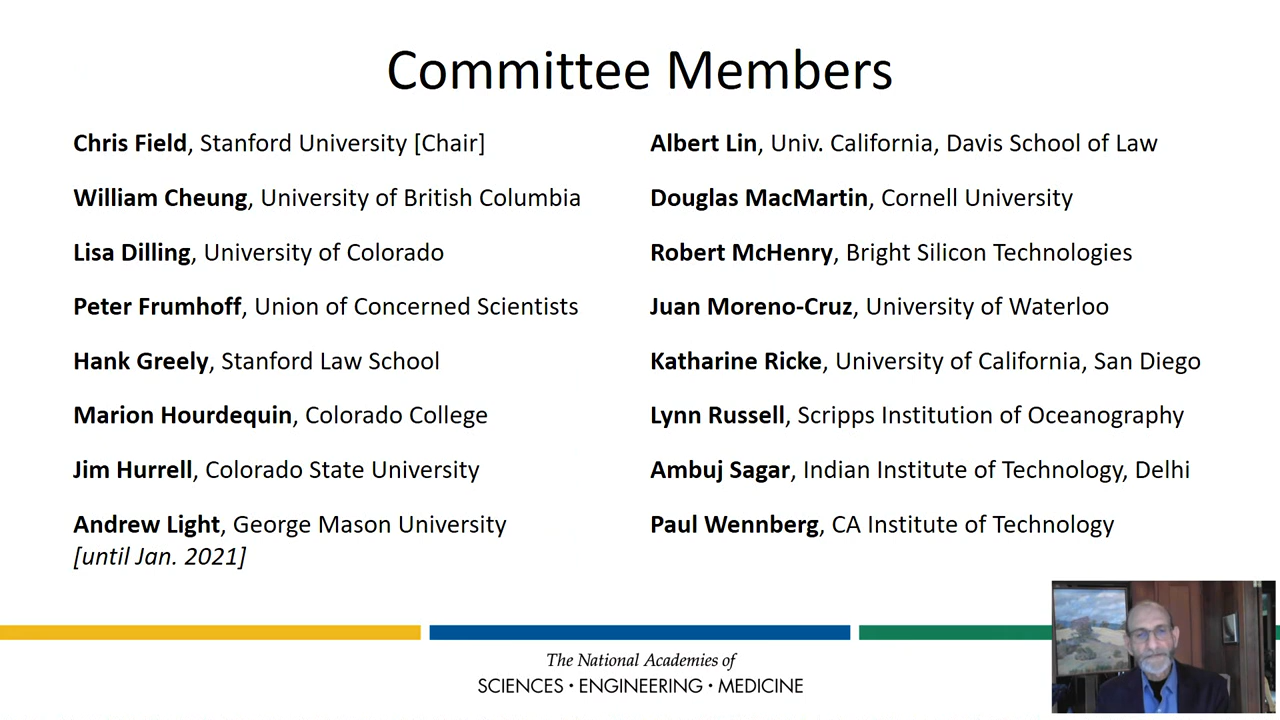 Committee Members
Chris Field, Stanford University [Chair]
William Cheung, University of British Columbia
Lisa Dilling, University of Colorado
Peter Frumhoff, Union of Concerned Scientists
Hank Greely, Stanford Law School
Marion Hourdequin, Colorado College
Jim Hurrell, Colorado State University
Andrew Light, George Mason University
[until Jan. 2021]
Albert Lin, Univ. California, Davis School of Law
Douglas MacMartin, Cornell University
Robert McHenry, Bright Silicon Technologies
Juan Moreno-Cruz, University of Waterloo
Katharine Ricke, University of California, San Diego
Lynn Russell, Scripps Institution of Oceanography
Ambuj Sagar, Indian Institute of Technology, Delhi
Paul Wennberg, CA Institute of Technology
The National Academies of
SCIENCES · ENGINEERING · MEDICINE